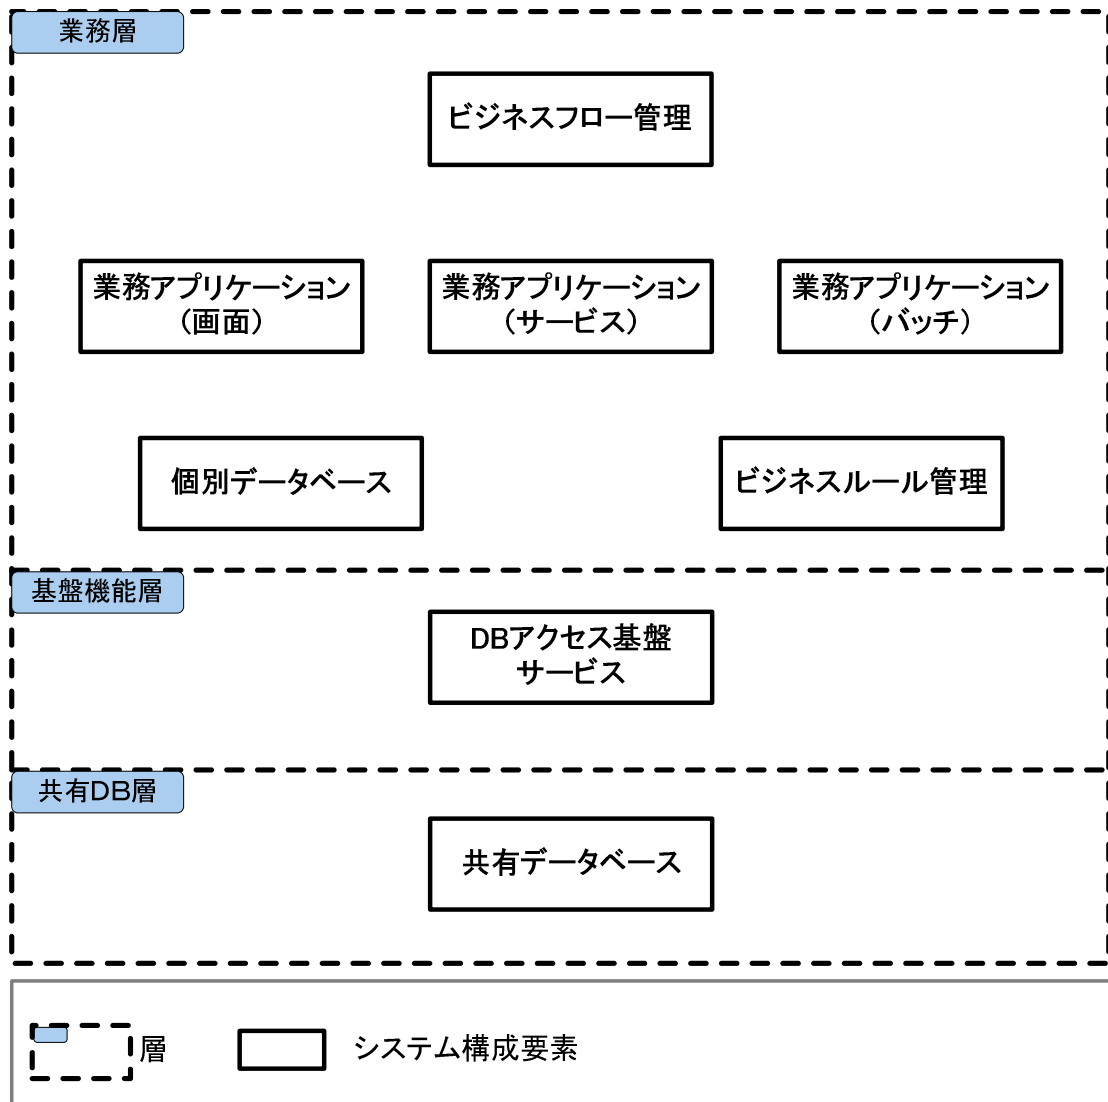 業務層
ビジネスフロー管理
業務アプリケーション
（画面）
業務アプリケーション
（サービス）
業務アプリケーション
（バッチ）
個別データベース
ビジネスルール管理
基盤機能層
DBアクセス基盤
サービス
共有DB層
共有データベース
層
システム構成要素